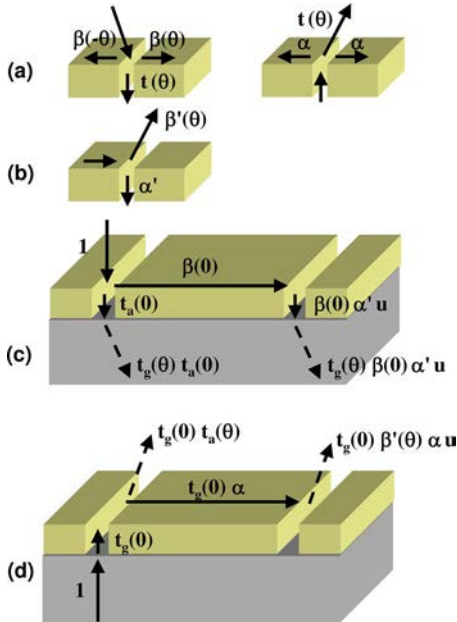 β(-θ) β(θ) t(θ)
(a) t(θ) α α
β'(θ)
(b) α'
1 β(0)
t_a(0) β(0) α' u
(c) t_g(θ) t_a(0) t_g(θ) β(0) α' u
t_g(0) t_a(θ) t_g(0) β'(θ) α u
t_g(0) α
t_g(0)
(d) 1